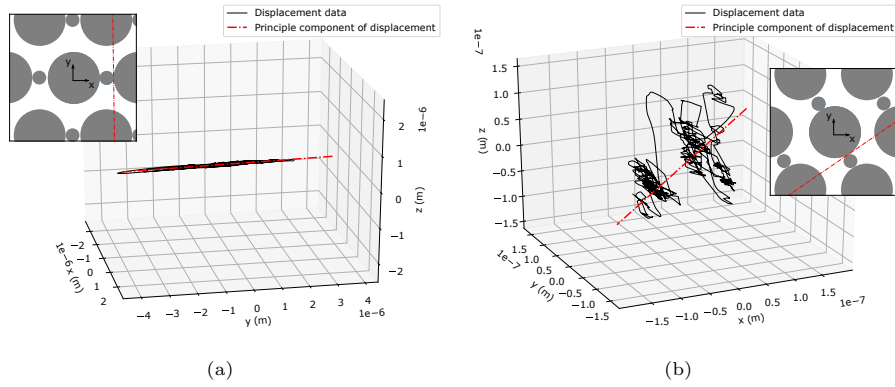 Displacement data
Principle component of displacement
y
x
1e−6
2
1
0
−1
−2
z (m)
−2
−1
0
1
2
1e−6
x (m)
−4
−3
−2
−1
0
1
2
3
4
1e−6
y (m)
(a)
Displacement data
Principle component of displacement
1e−7
1.5
1.0
0.5
0.0
−0.5
−1.0
−1.5
z (m)
y
x
1.5
1.0
0.5
0.0
−0.5
−1.0
−1.5
1e−7
y (m)
−1.5
−1.0
−0.5
0.0
0.5
1.0
1.5
1e−7
x (m)
(b)